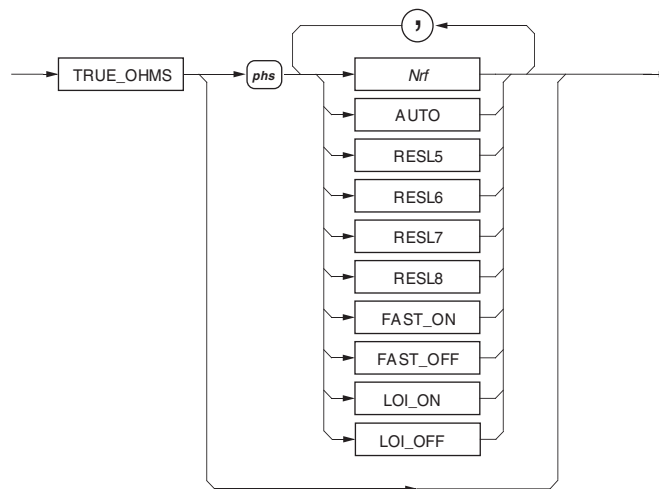 ,
TRUE_OHMS phs Nrf
AUTO
RESL5
RESL6
RESL7
RESL8
FAST_ON
FAST_OFF
LOI_ON
LOI_OFF